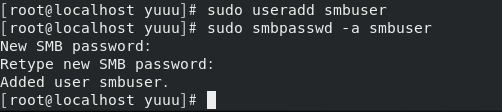 [root@localhost yuuu]# sudo useradd smbuser
[root@localhost yuuu]# sudo smbpasswd -a smbuser
New SMB password:
Retype new SMB password:
Added user smbuser.
[root@localhost yuuu]#